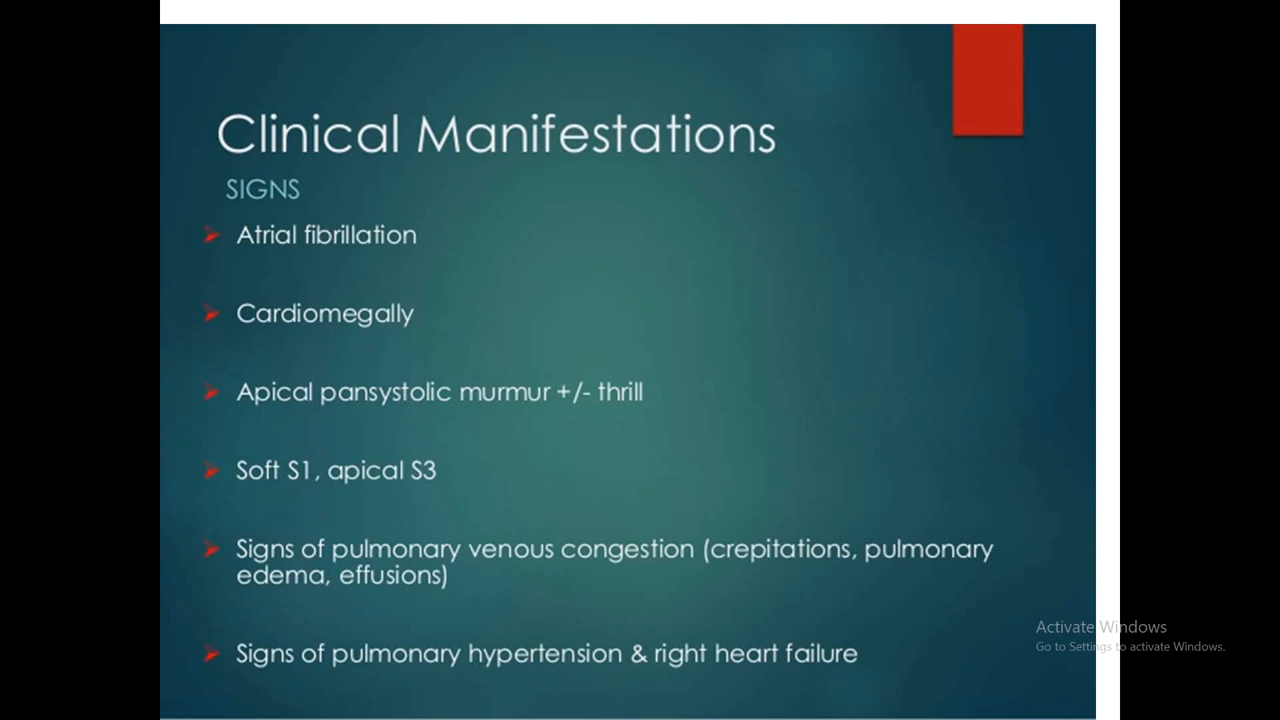 Clinical Manifestations
SIGNS
Atrial fibrillation
Cardiomegally
Apical pansystolic murmur +/- thrill
Soft S1, apical S3
Signs of pulmonary venous congestion (crepitations, pulmonary
edema, effusions)
Signs of pulmonary hypertension & right heart failure
Activate Windows
Go to Settings to activate Windows.